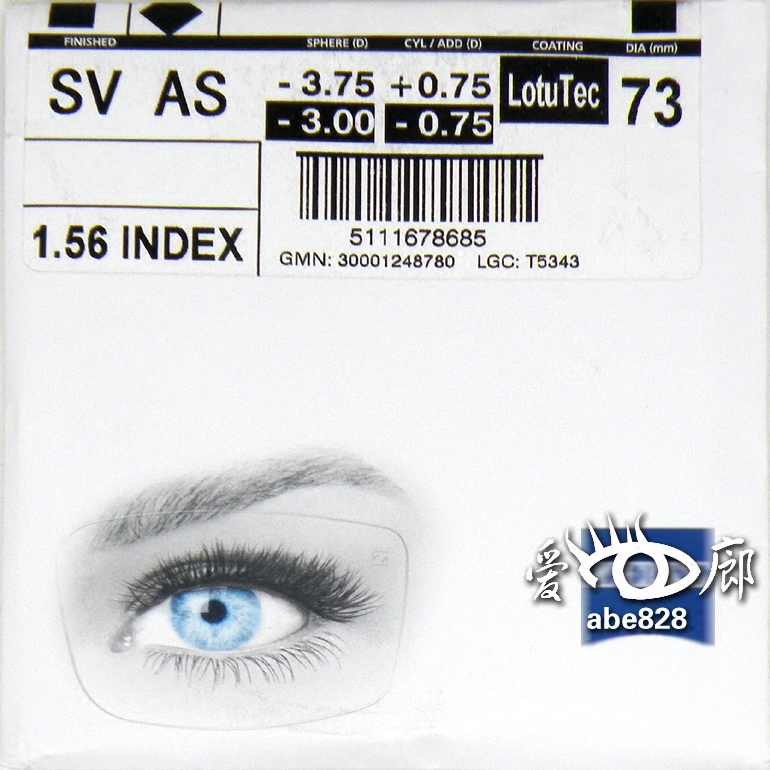 FINISHED SPHERE (D) CYL / ADD (D) COATING DIA (mm)
SV AS - 3.75 +0.75 LotuTec 73
- 3.00 - 0.75
5111678685
1.56 INDEX GMN: 30001248780 LGC: T5343
爱 廊
abe828